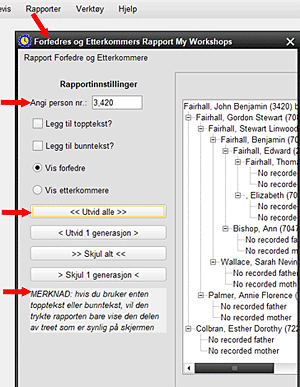 evis Rapporter Verktøy Hjelp
Forfedres og Etterkommers Rapport My Workshops
Rapport Forfedre og Etterkommere
Rapportinnstillinger
Angi person nr.: 3,420
Legg til topptekst?
Legg til bunntekst?
Vis forfedre
Vis etterkommere
<< Utvid alle >>
< Utvid 1 generasjon >
>> Skjul alt <<
> Skjul 1 generasjon <
MERKNAD: hvis du bruker enten
topptekst eller bunntekst, vil den
trykte rapporten bare vise den delen
av treet som er synlig på skjermen
Fairhall, John Benjamin (3420) b
Fairhall, Gordon Stewart (708
Fairhall, Stewart Linwood
Fairhall, Benjamin (70
Fairhall, Edward (2
Fairhall, Thoma
No recorded
No recorded
, Elizabeth (70
No recorded
No recorded
Bishop, Ann (7047
No recorded fat
No recorded mo
Wallace, Sarah Nevin
No recorded father
No recorded mother
Palmer, Annie Florence (
No recorded father
No recorded mother
Colbran, Esther Dorothy (722
No recorded father
No recorded mother